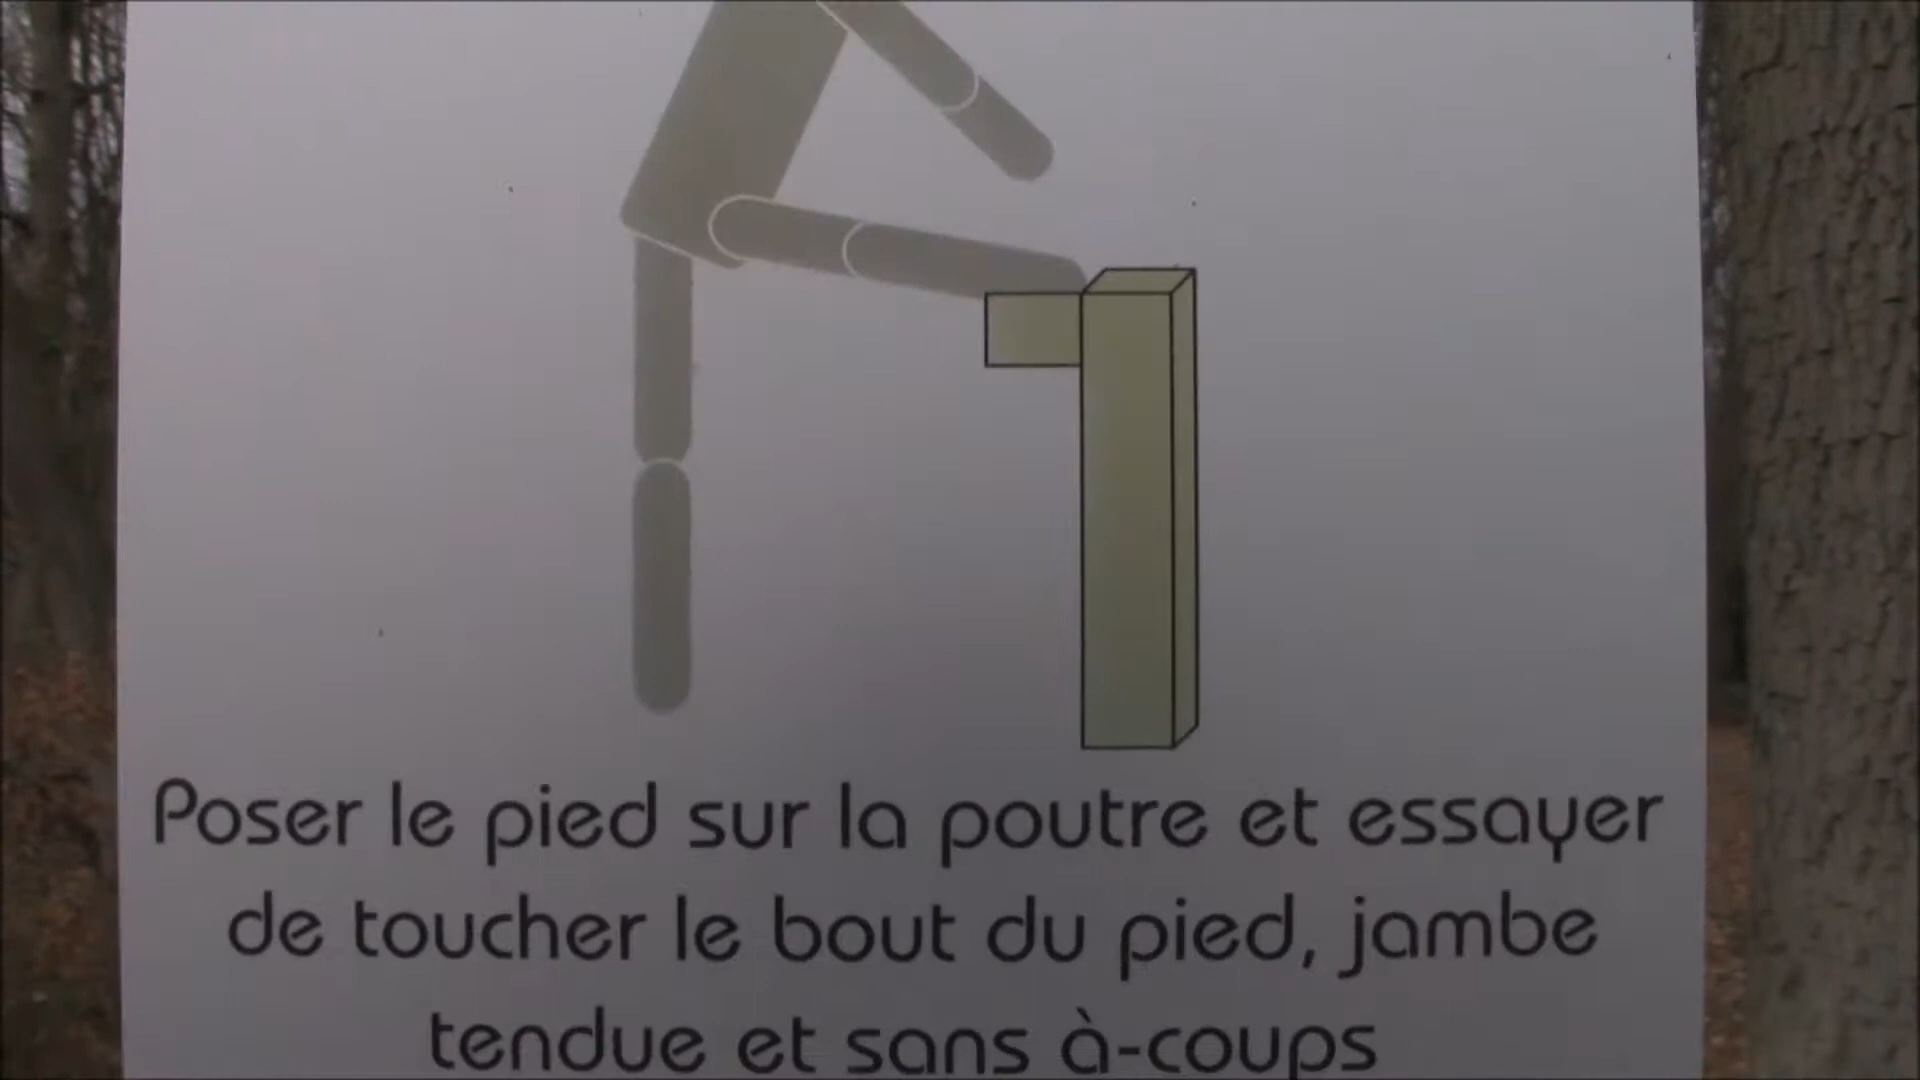 Poser le pied sur la poutre et essayer
de toucher le bout du pied, jambe
tendue et sans à-coups